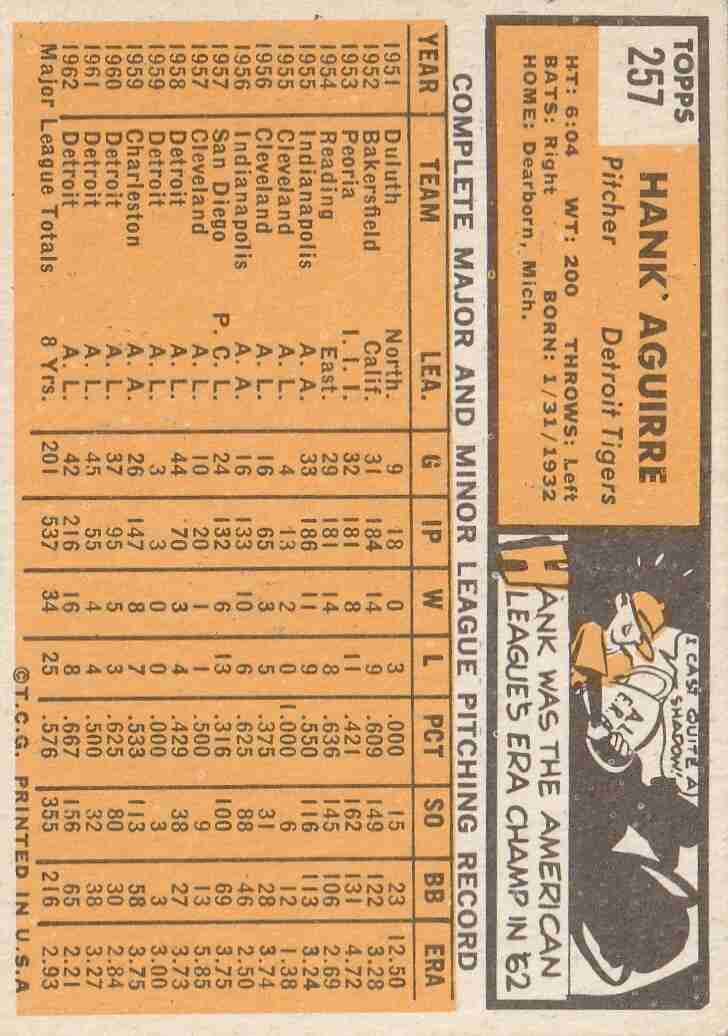 TOPPS
257
HANK AGUIRRE
Pitcher Detroit Tigers
HT: 6:04 WT: 200 THROWS: Left
BATS: Right BORN: 1/31/1932
HOME: Dearborn, Mich.
I CAST QUITE A
SHADOW!
A.L.
ERA
HANK WAS THE AMERICAN
LEAGUE'S ERA CHAMP IN '62
COMPLETE MAJOR AND MINOR LEAGUE PITCHING RECORD
YEAR TEAM LEA. G IP W L PCT SO BB ERA
1951 Duluth North. 9 18 0 3 .000 15 23 12.50
1952 Bakersfield Calif. 31 184 14 9 .609 149 122 3.28
1953 Peoria I. I. I. 32 181 8 11 .421 162 131 4.72
1954 Reading East. 29 181 14 8 .636 145 106 2.69
1955 Indianapolis A. A. 33 186 11 9 .550 116 113 3.24
1955 Cleveland A. L. 4 13 2 0 1.000 6 12 1.38
1956 Cleveland A. L. 16 65 3 5 .375 31 28 3.74
1956 Indianapolis A. A. 16 133 10 6 .625 88 46 2.50
1957 San Diego P. C. L. 24 132 6 13 .316 100 69 3.75
1957 Cleveland A. L. 10 20 1 1 .500 9 13 5.85
1958 Detroit A. L. 44 70 3 4 .429 38 27 3.73
1959 Detroit A. L. 3 3 0 0 .000 3 3 3.00
1959 Charleston A. A. 26 147 8 7 .533 113 58 3.75
1960 Detroit A. L. 37 95 5 3 .625 80 30 2.84
1961 Detroit A. L. 45 55 4 4 .500 32 38 3.27
1962 Detroit A. L. 42 216 16 8 .667 156 65 2.21
Major League Totals 8 Yrs. 201 537 34 25 .576 355 216 2.93
©T.C.G. PRINTED IN U.S.A